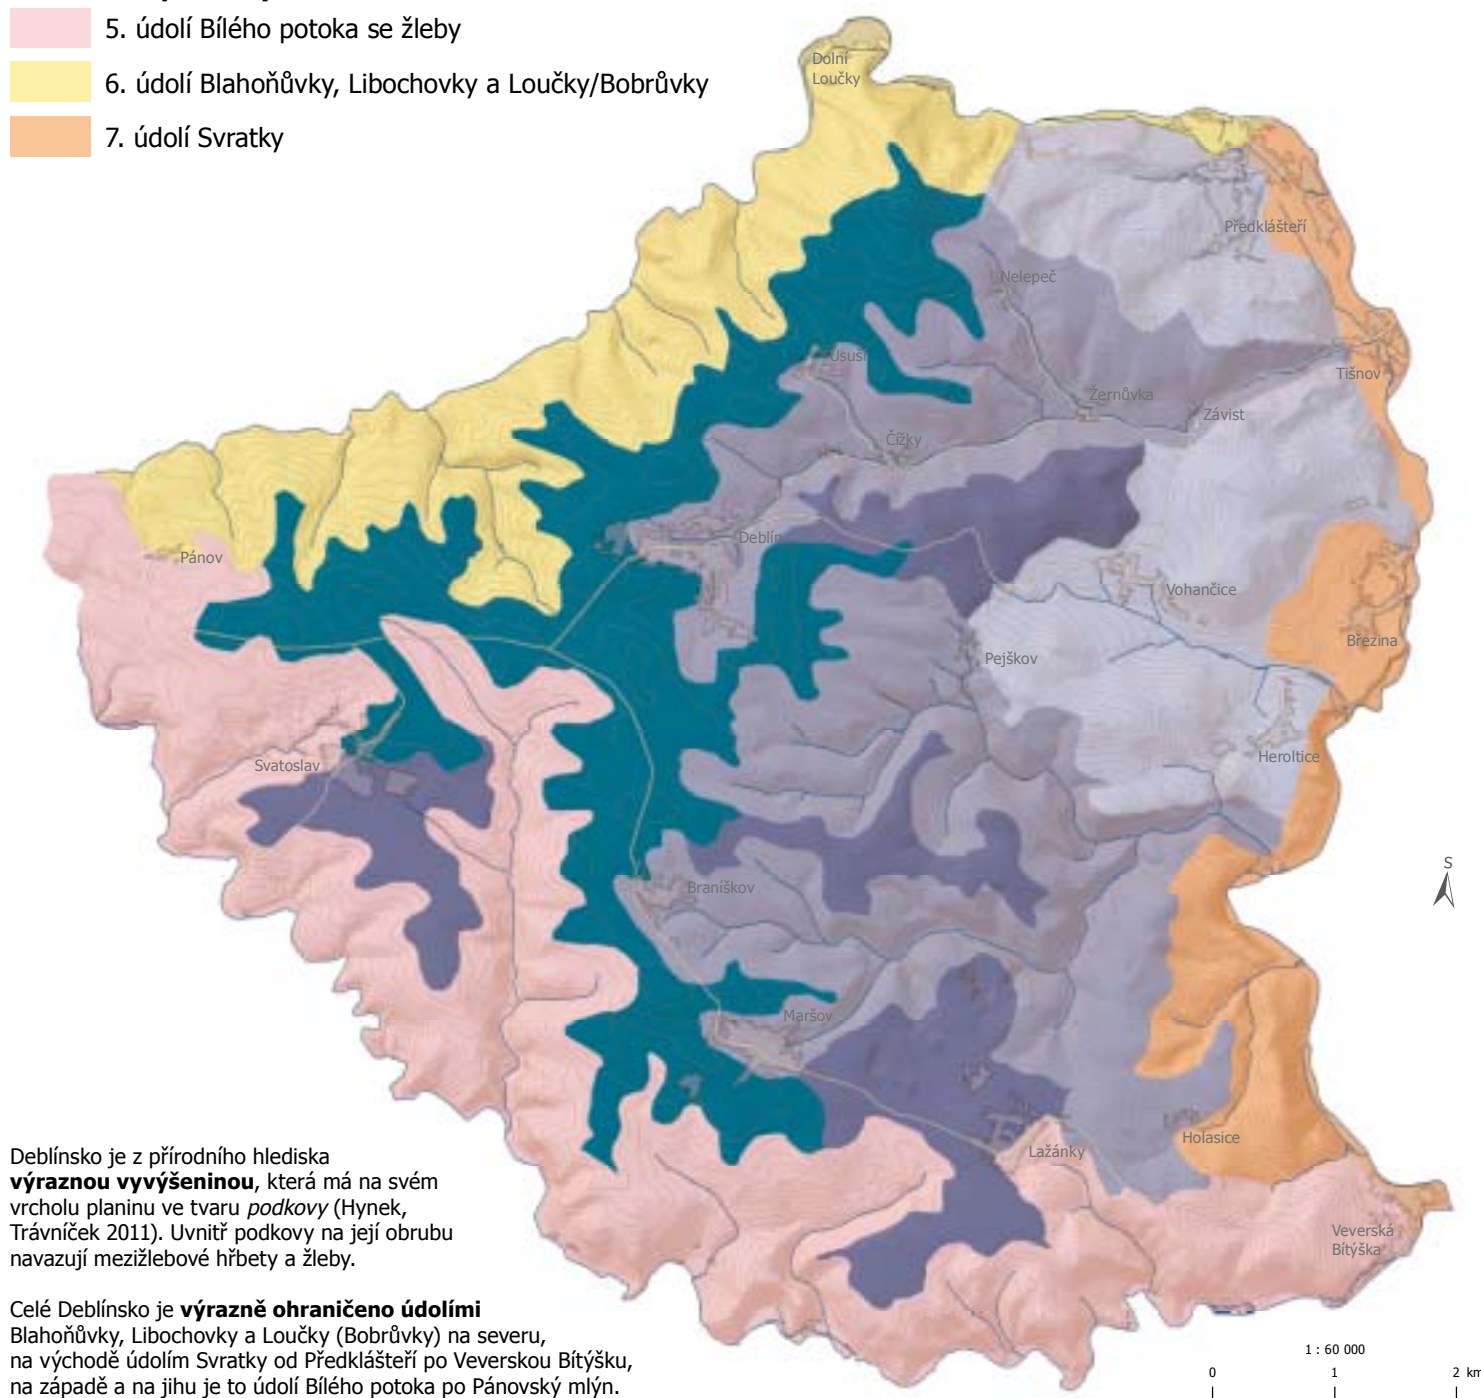 5. údolí Bílého potoka se žleby
6. údolí Blahoňůvky, Libochovky a Loučky/Bobrůvky
7. údolí Svratky
Dolní
Loučky
Předklášteří
Nelepeč
Úsuší
Tišnov
Žernůvka
Závist
Čížky
Deblín
Pánov
Vohančice
Březina
Pejškov
Heroltice
Svatoslav
Braníškov
S
Maršov
Holasice
Lažánky
Veverská
Bítýška
Deblínsko je z přírodního hlediska
výraznou vyvýšeninou, která má na svém
vrcholu planinu ve tvaru podkovy (Hynek,
Trávníček 2011). Uvnitř podkovy na její obrubu
navazují mezižlebové hřbety a žleby.
Celé Deblínsko je výrazně ohraničeno údolími
Blahoňůvky, Libochovky a Loučky (Bobrůvky) na severu,
na východě údolím Svratky od Předklášteří po Veverskou Bítýšku,
na západě a na jihu je to údolí Bílého potoka po Pánovský mlýn.
1 : 60 000
0 1 2 km